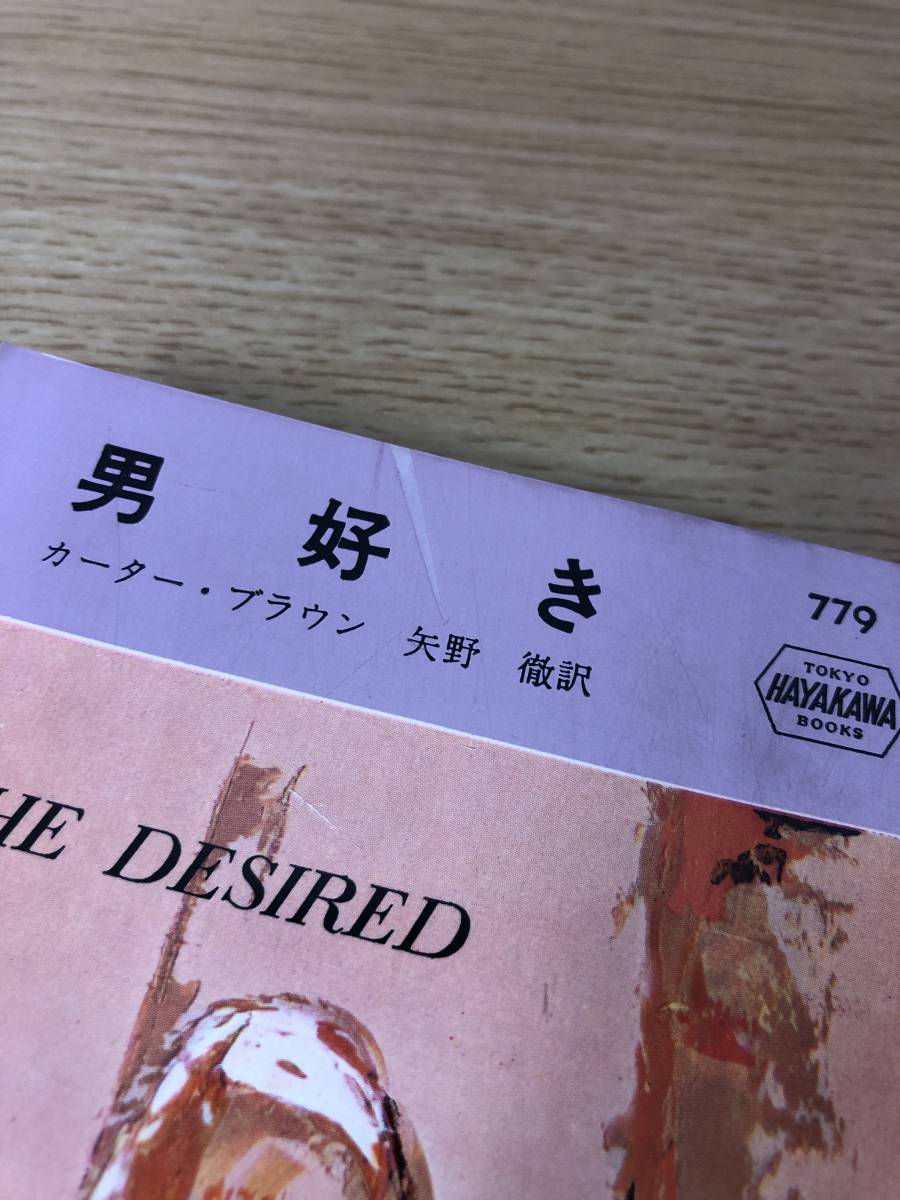 男好き
カーター・ブラウン 矢野 徹訳
779
TOKYO
HAYAKAWA
BOOKS
HE DESIRED